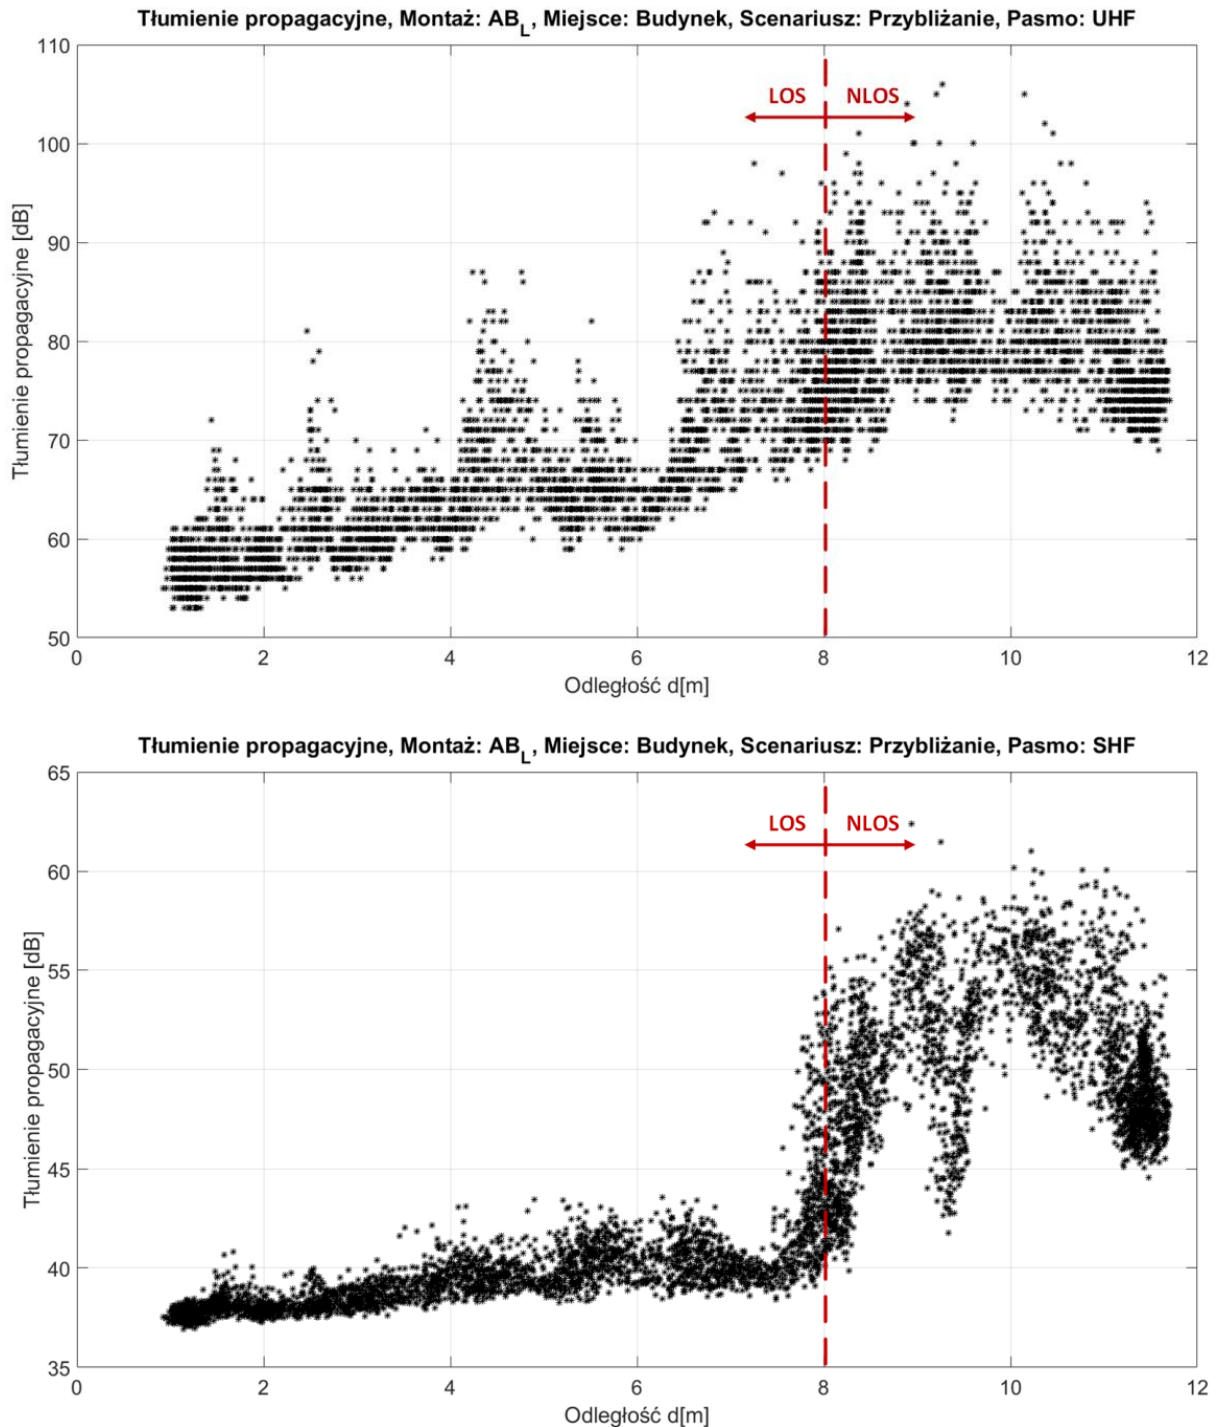 Tłumienie propagacyjne, Montaż: AB_L, Miejsce: Budynek, Scenariusz: Przybliżanie, Pasmo: UHF
110
100
90
80
70
60
50
Tłumienie propagacyjne [dB]
LOS NLOS
0 2 4 6 8 10 12
Odległość d[m]
Tłumienie propagacyjne, Montaż: AB_L, Miejsce: Budynek, Scenariusz: Przybliżanie, Pasmo: SHF
65
60
55
50
45
40
35
Tłumienie propagacyjne [dB]
LOS NLOS
0 2 4 6 8 10 12
Odległość d[m]